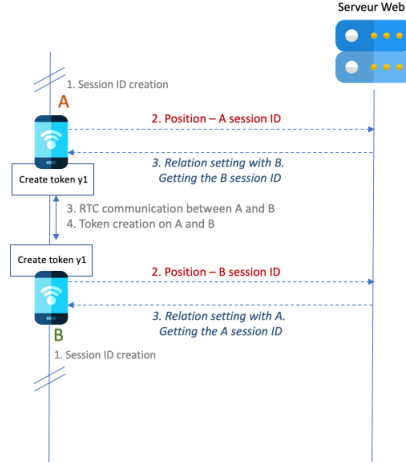 Serveur Web
1. Session ID creation
A
2. Position – A session ID
3. Relation setting with B.
Getting the B session ID
Create token y1
3. RTC communication between A and B
4. Token creation on A and B
Create token y1
2. Position – B session ID
3. Relation setting with A.
Getting the A session ID
B
1. Session ID creation